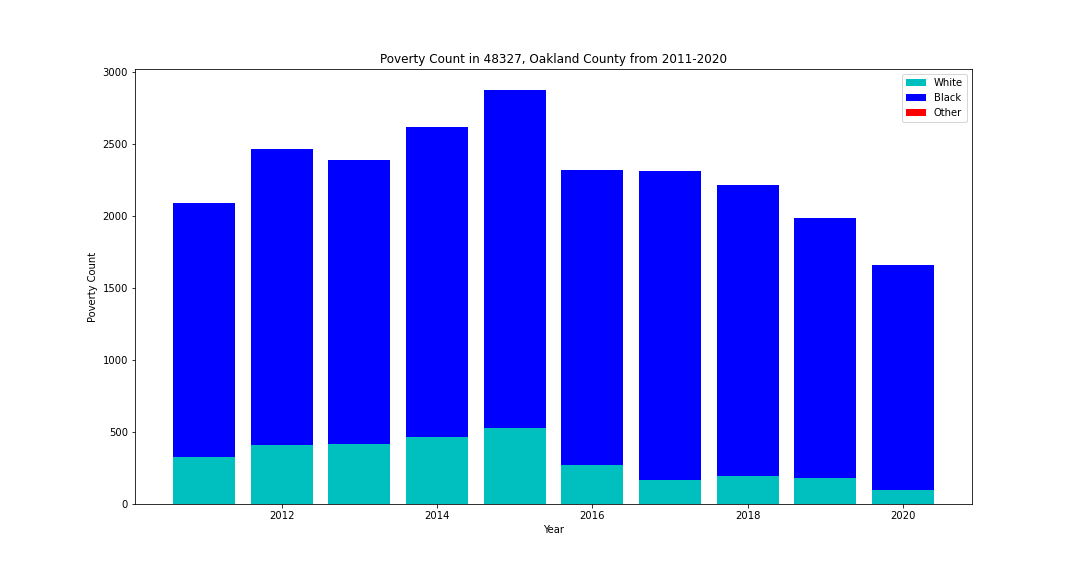 Poverty Count in 48327, Oakland County from 2011-2020
White
Black
Other
3000
2500
2000
1500
1000
500
0
Poverty Count
2012 2014 2016 2018 2020
Year